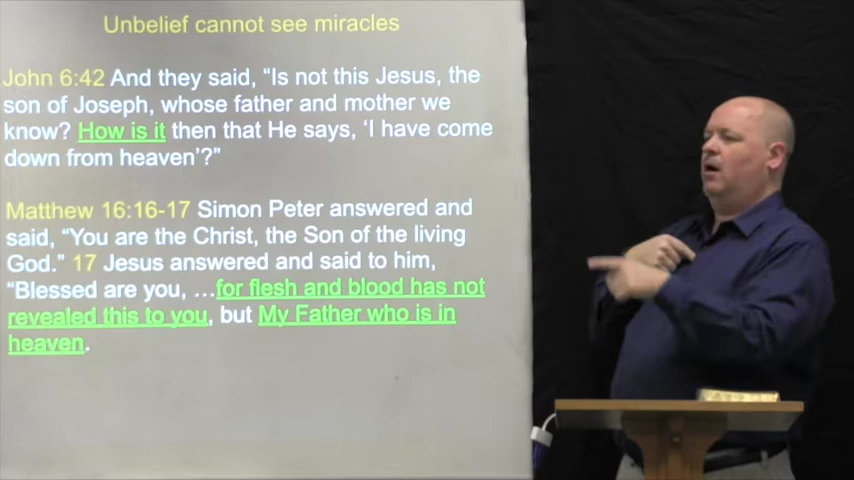 Unbelief cannot see miracles
John 6:42 And they said, “Is not this Jesus, the
son of Joseph, whose father and mother we
know? How is it then that He says, ‘I have come
down from heaven’?”
Matthew 16:16-17 Simon Peter answered and
said, “You are the Christ, the Son of the living
God.” 17 Jesus answered and said to him,
“Blessed are you, …for flesh and blood has not
revealed this to you, but My Father who is in
heaven.